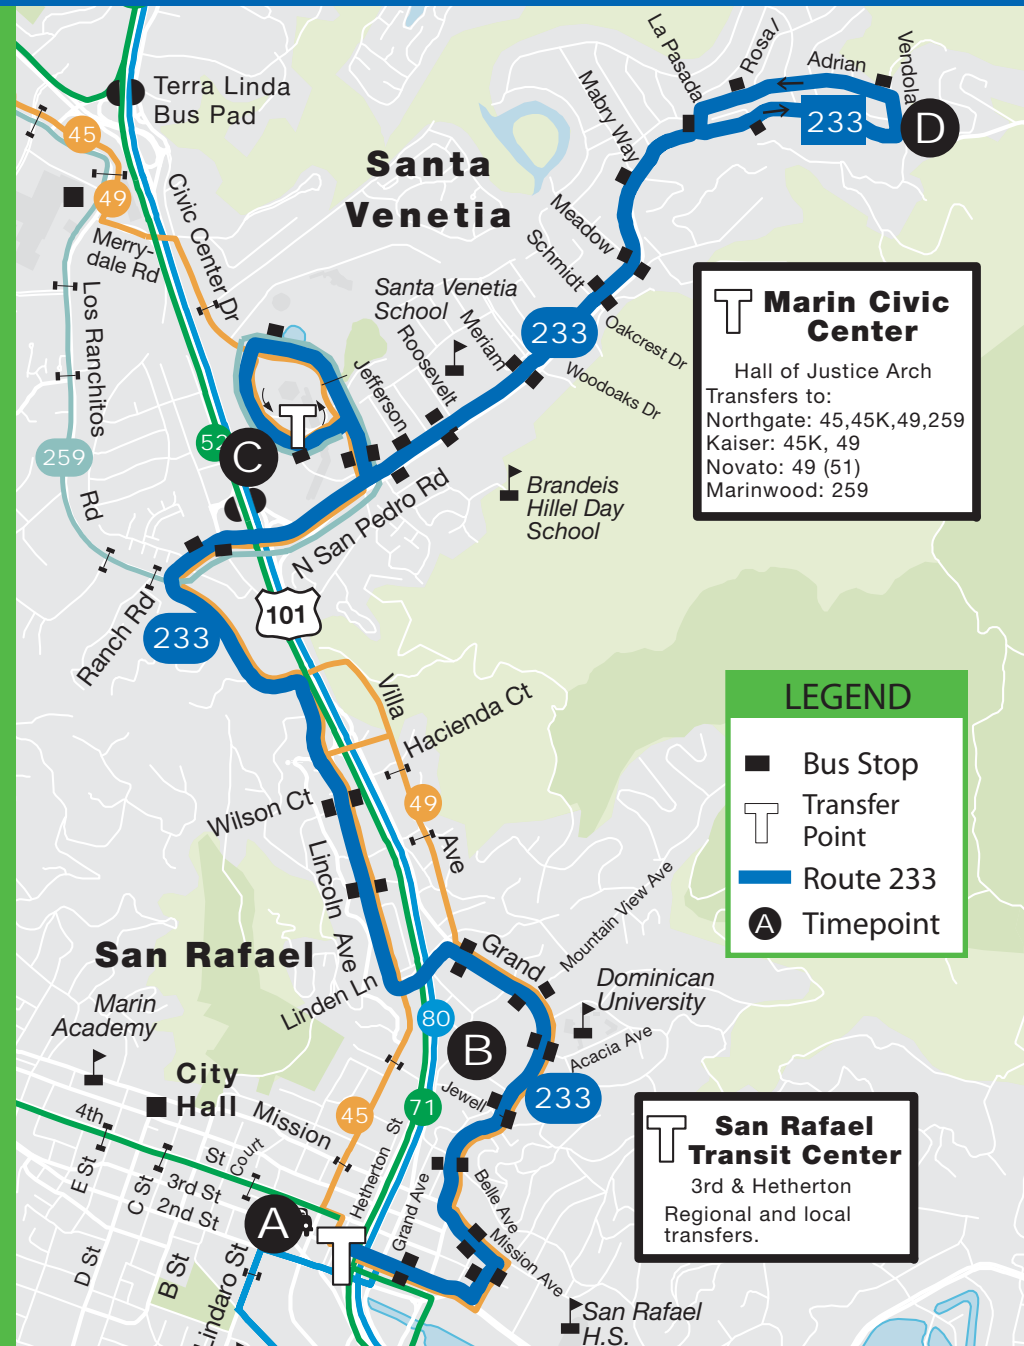 La Pasada
Rosa/
Adrian
Vendola
Terra Linda
Bus Pad
45
233
D
Mabry Way
Santa
Venetia
49
Civic Center Dr
Merry-
dale Rd
Meadow
Schmidt
Los Ranchitos
Rd
Santa Venetia
School
Meriam
Roosevelt
Jefferson
233
Oakcrest Dr
Woodoaks Dr
T Marin Civic
Center
Hall of Justice Arch
Transfers to:
Northgate: 45,45K,49,259
Kaiser: 45K, 49
Novato: 49 (51)
Marinwood: 259
T
52
C
259
N San Pedro Rd
Brandeis
Hillel Day
School
101
Ranch Rd
233
Villa
Ave
Hacienda Ct
LEGEND
Bus Stop
T Transfer
Point
Route 233
A Timepoint
Wilson Ct
49
Lincoln Ave
San Rafael
Grand
Mountain View Ave
Linden Ln
Dominican
University
Marin
Academy
80
B
Acacia Ave
City
Hall
Jewell
233
71
45
Mission
4th
St
Court
Hetherton St
E St
C St
3rd St
2nd St
Grand Ave
Belle Ave
Mission Ave
T San Rafael
Transit Center
3rd & Hetherton
Regional and local
transfers.
A
T
D St
B St
Lindaro St
San Rafael
H.S.